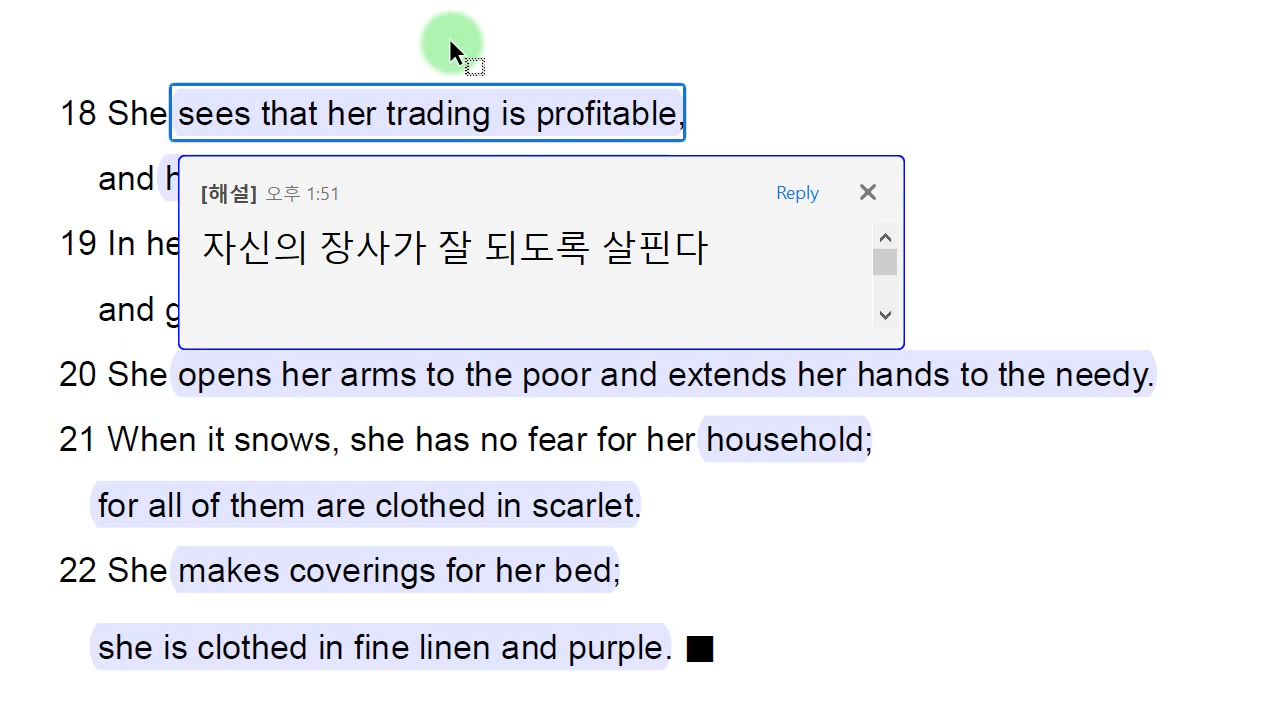 18 She sees that her trading is profitable,
and h
[해설] 오후 1:51 Reply
자신의 장사가 잘 되도록 살핀다
19 In he
and g
20 She opens her arms to the poor and extends her hands to the needy.
21 When it snows, she has no fear for her household;
for all of them are clothed in scarlet.
22 She makes coverings for her bed;
she is clothed in fine linen and purple.